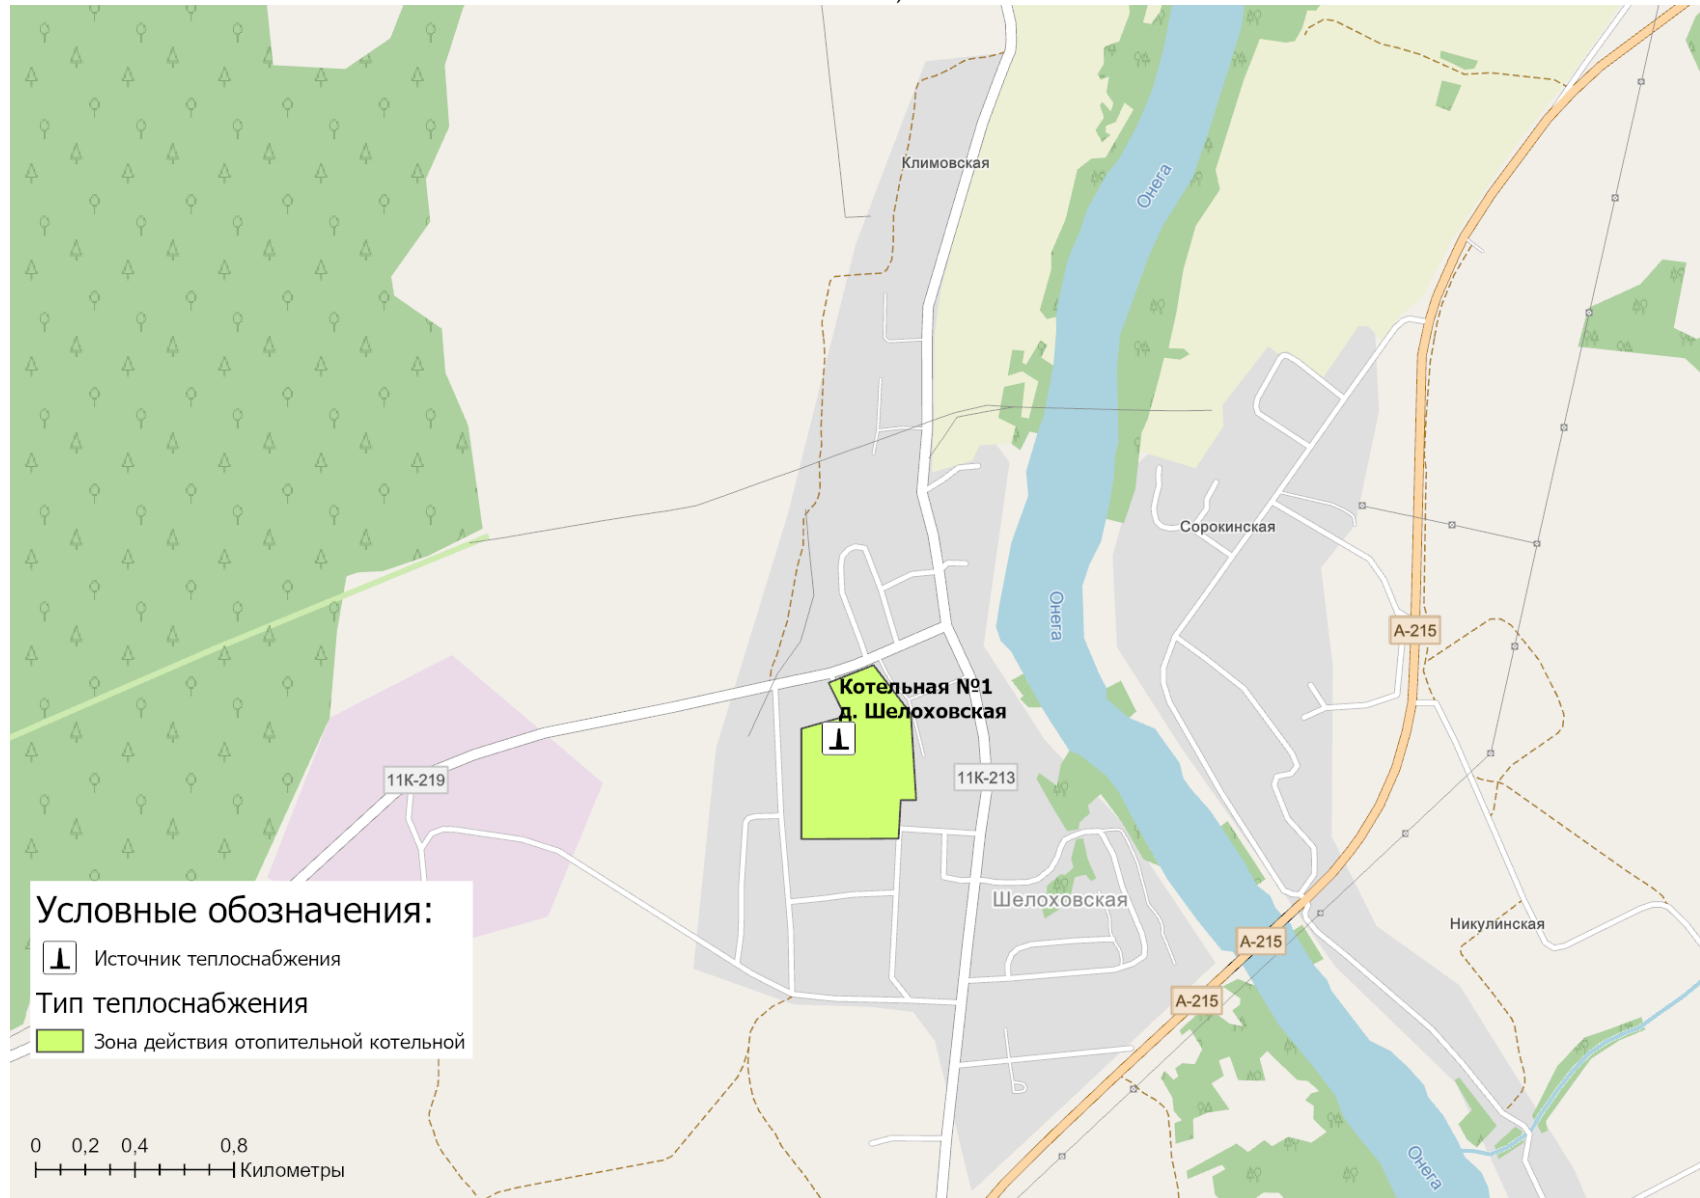 Климовская
Онега
Сорокинская
Онега
А-215
Котельная №1
д. Шелоховская
11К-219
11К-213
Шелоховская
Никулинская
А-215
А-215
Онега
Условные обозначения:
Источник теплоснабжения
Тип теплоснабжения
Зона действия отопительной котельной
0 0,2 0,4 0,8
Километры